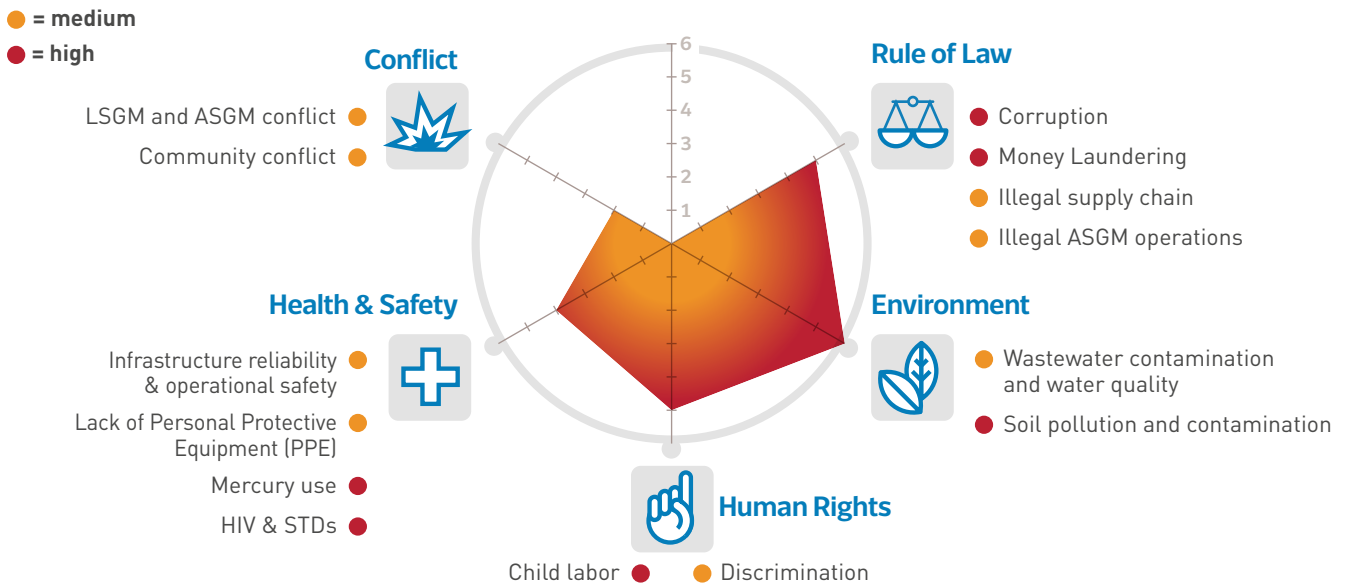 = medium
= high
Conflict
LSGM and ASGM conflict
Community conflict
6
5
4
3
2
1
Rule of Law
Corruption
Money Laundering
Illegal supply chain
Illegal ASGM operations
Health & Safety
Infrastructure reliability
& operational safety
Lack of Personal Protective
Equipment (PPE)
Mercury use
HIV & STDs
Environment
Wastewater contamination
and water quality
Soil pollution and contamination
Human Rights
Child labor
Discrimination